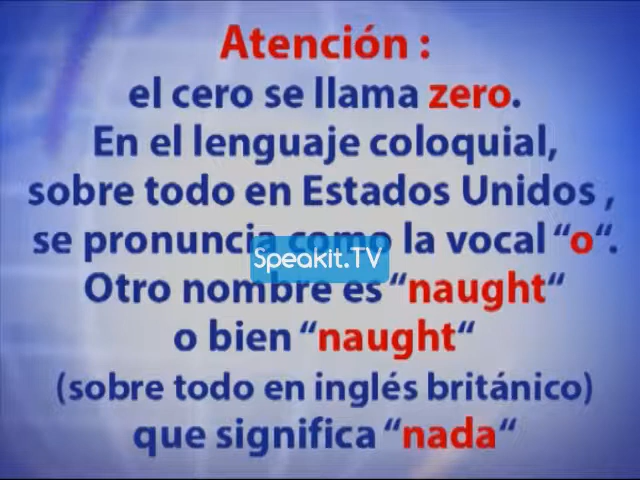 Atención :
el cero se llama zero.
En el lenguaje coloquial,
sobre todo en Estados Unidos ,
se pronuncia como la vocal “o“.
Speakit.TV
Otro nombre es “naught“
o bien “naught“
(sobre todo en inglés británico)
que significa “nada“